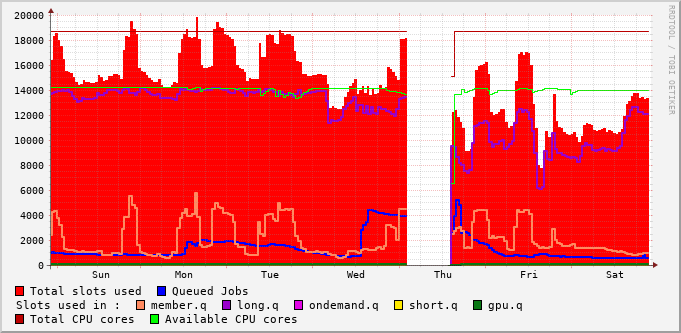 20000
18000
16000
14000
12000
10000
8000
6000
4000
2000
0
Sun Mon Tue Wed Thu Fri Sat
RRDTOOL / TOBI OETIKER
Total slots used Queued Jobs
Slots used in : member.q long.q ondemand.q short.q gpu.q
Total CPU cores Available CPU cores